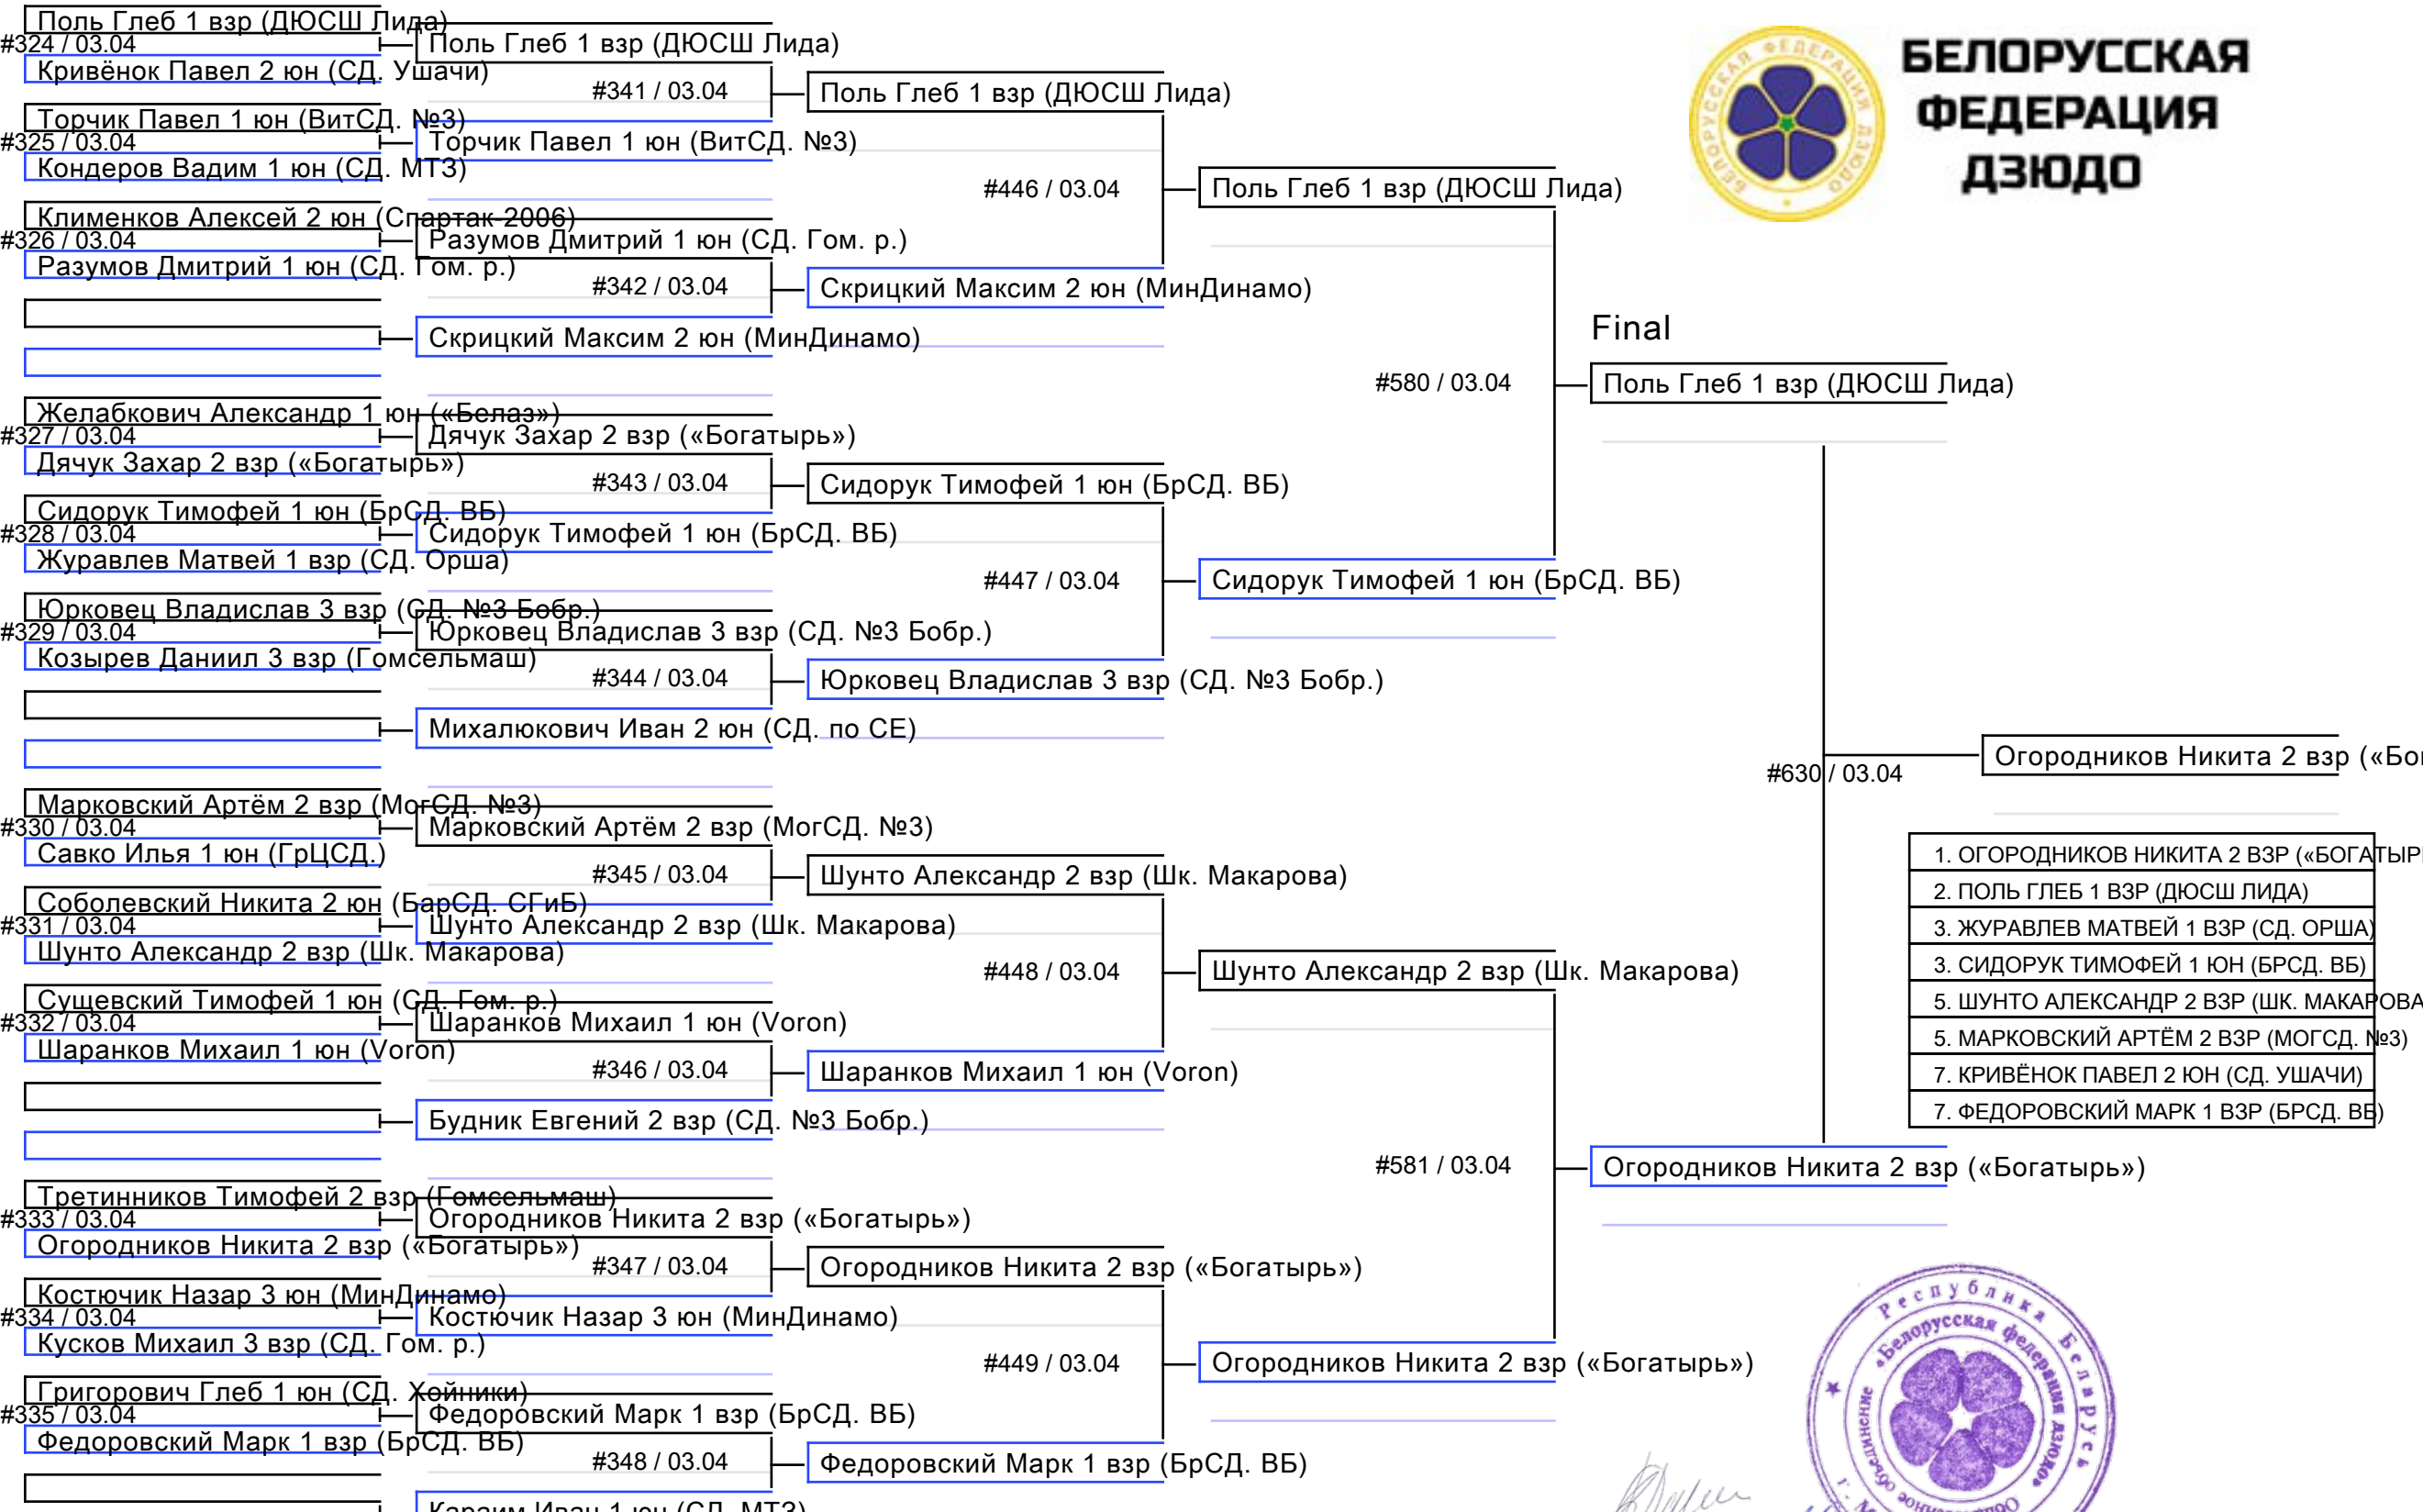 Поль Глеб 1 взр (ДЮСШ Лида)
#324 / 03.04
Кривёнок Павел 2 юн (СД. Ушачи)
Торчик Павел 1 юн (ВитСД. №3)
#325 / 03.04
Кондеров Вадим 1 юн (СД. МТЗ)
Клименков Алексей 2 юн (Спартак-2006)
#326 / 03.04
Разумов Дмитрий 1 юн (СД. Гом. р.)
Желабкович Александр 1 юн («Белаз»)
#327 / 03.04
Дячук Захар 2 взр («Богатырь»)
Сидорук Тимофей 1 юн (БрСД. ВБ)
#328 / 03.04
Журавлев Матвей 1 взр (СД. Орша)
Юрковец Владислав 3 взр (СД. №3 Бобр.)
#329 / 03.04
Козырев Даниил 3 взр (Гомсельмаш)
Марковский Артём 2 взр (МогСД. №3)
#330 / 03.04
Савко Илья 1 юн (ГрЦСД.)
Соболевский Никита 2 юн (БарСД. СГиБ)
#331 / 03.04
Шунто Александр 2 взр (Шк. Макарова)
Сущевский Тимофей 1 юн (СД. Гом. р.)
#332 / 03.04
Шаранков Михаил 1 юн (Voron)
Третинников Тимофей 2 взр (Гомсельмаш)
#333 / 03.04
Огородников Никита 2 взр («Богатырь»)
Костючик Назар 3 юн (МинДинамо)
#334 / 03.04
Кусков Михаил 3 взр (СД. Гом. р.)
Григорович Глеб 1 юн (СД. Хойники)
#335 / 03.04
Федоровский Марк 1 взр (БрСД. ВБ)
Поль Глеб 1 взр (ДЮСШ Лида)
#341 / 03.04
Торчик Павел 1 юн (ВитСД. №3)
Разумов Дмитрий 1 юн (СД. Гом. р.)
#342 / 03.04
Скрицкий Максим 2 юн (МинДинамо)
Дячук Захар 2 взр («Богатырь»)
#343 / 03.04
Сидорук Тимофей 1 юн (БрСД. ВБ)
Юрковец Владислав 3 взр (СД. №3 Бобр.)
#344 / 03.04
Михалюкович Иван 2 юн (СД. по СЕ)
Марковский Артём 2 взр (МогСД. №3)
#345 / 03.04
Шунто Александр 2 взр (Шк. Макарова)
Шаранков Михаил 1 юн (Voron)
#346 / 03.04
Будник Евгений 2 взр (СД. №3 Бобр.)
Огородников Никита 2 взр («Богатырь»)
#347 / 03.04
Костючик Назар 3 юн (МинДинамо)
Федоровский Марк 1 взр (БрСД. ВБ)
#348 / 03.04
Караим Иван 1 юн (СД. МТЗ)
Поль Глеб 1 взр (ДЮСШ Лида)
#446 / 03.04
Скрицкий Максим 2 юн (МинДинамо)
Сидорук Тимофей 1 юн (БрСД. ВБ)
#447 / 03.04
Юрковец Владислав 3 взр (СД. №3 Бобр.)
Шунто Александр 2 взр (Шк. Макарова)
#448 / 03.04
Шаранков Михаил 1 юн (Voron)
Огородников Никита 2 взр («Богатырь»)
#449 / 03.04
Федоровский Марк 1 взр (БрСД. ВБ)
Поль Глеб 1 взр (ДЮСШ Лида)
#580 / 03.04
Сидорук Тимофей 1 юн (БрСД. ВБ)
Шунто Александр 2 взр (Шк. Макарова)
#581 / 03.04
Огородников Никита 2 взр («Богатырь»)
Final
Поль Глеб 1 взр (ДЮСШ Лида)
#630 / 03.04
Огородников Никита 2 взр («Богатырь»)
Огородников Никита 2 взр («Бог
БЕЛОРУССКАЯ
ФЕДЕРАЦИЯ
ДЗЮДО
БЕЛОРУССКАЯ ФЕДЕРАЦИЯ ДЗЮДО
1. ОГОРОДНИКОВ НИКИТА 2 ВЗР («БОГАТЫР
2. ПОЛЬ ГЛЕБ 1 ВЗР (ДЮСШ ЛИДА)
3. ЖУРАВЛЕВ МАТВЕЙ 1 ВЗР (СД. ОРША)
3. СИДОРУК ТИМОФЕЙ 1 ЮН (БРСД. ВБ)
5. ШУНТО АЛЕКСАНДР 2 ВЗР (ШК. МАКАРОВА
5. МАРКОВСКИЙ АРТЁМ 2 ВЗР (МОГСД. №3)
7. КРИВЁНОК ПАВЕЛ 2 ЮН (СД. УШАЧИ)
7. ФЕДОРОВСКИЙ МАРК 1 ВЗР (БРСД. ВБ)
Республика Беларусь
«Белорусская федерация дзюдо»
объединение